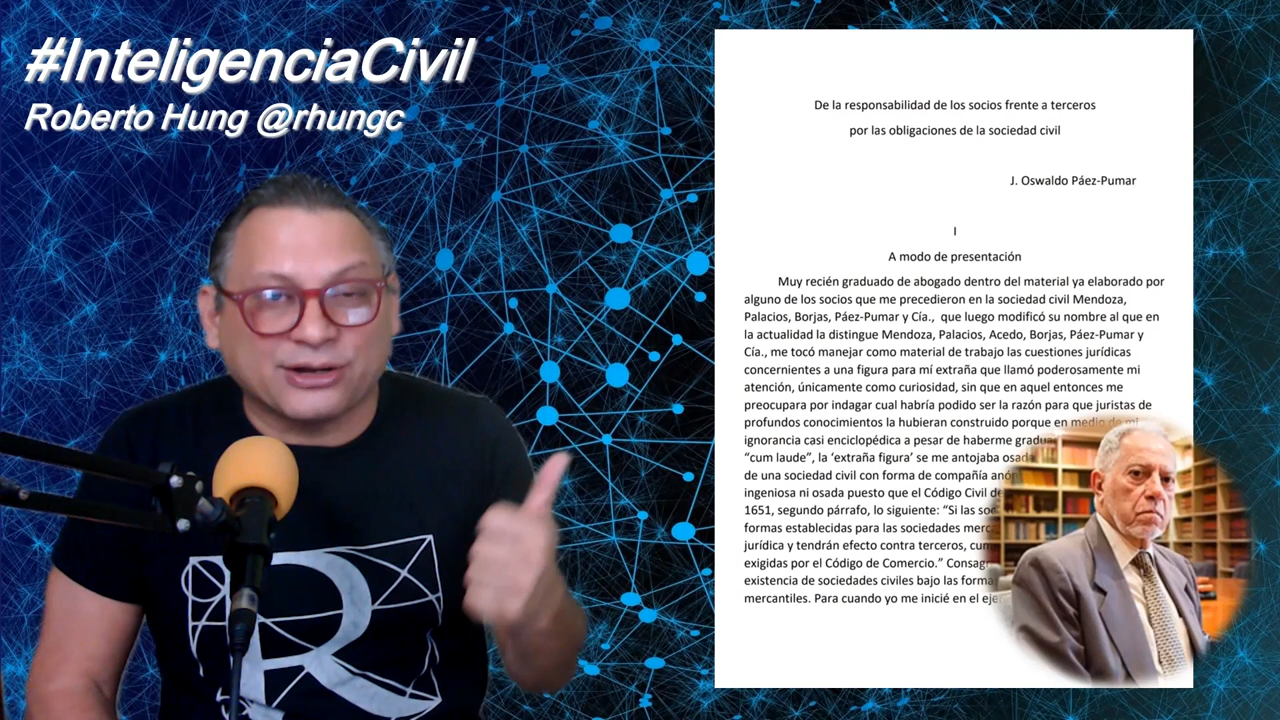 #InteligenciaCivil
Roberto Hung @rhungc
De la responsabilidad de los socios frente a terceros
por las obligaciones de la sociedad civil
J. Oswaldo Páez-Pumar
I
A modo de presentación
Muy recién graduado de abogado dentro del material ya elaborado por
alguno de los socios que me precedieron en la sociedad civil Mendoza,
Palacios, Borjas, Páez-Pumar y Cía., que luego modificó su nombre al que en
la actualidad la distingue Mendoza, Palacios, Acedo, Borjas, Páez-Pumar y
Cía., me tocó manejar como material de trabajo las cuestiones jurídicas
concernientes a una figura para mí extraña que llamó poderosamente mi
atención, únicamente como curiosidad, sin que en aquel entonces me
preocupara por indagar cual habría podido ser la razón para que juristas de
profundos conocimientos la hubieran construido porque en medio de mi
ignorancia casi enciclopédica a pesar de haberme
“cum laude”, la ‘extraña figura’ se me antojaba
de una sociedad civil con forma de compañía
ingeniosa ni osada puesto que el Código Civil
1651, segundo párrafo, lo siguiente: “Si las
formas establecidas para las sociedades
jurídica y tendrán efecto contra terceros,
exigidas por el Código de Comercio.”
existencia de sociedades civiles bajo las
mercantiles. Para cuando yo me inicié en el
R